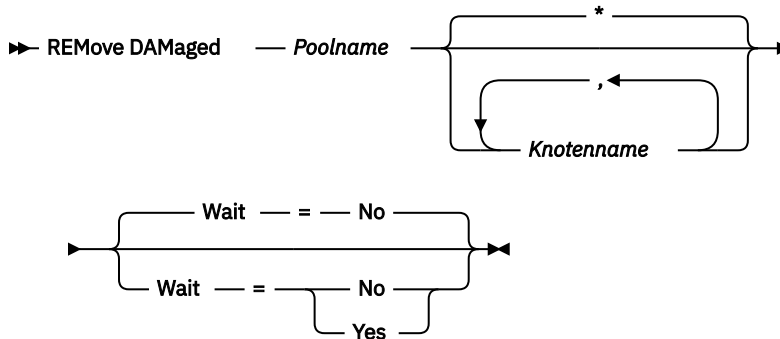 *
REMove DAMaged Poolname
,
Knotenname
Wait = No
Wait = No
Yes